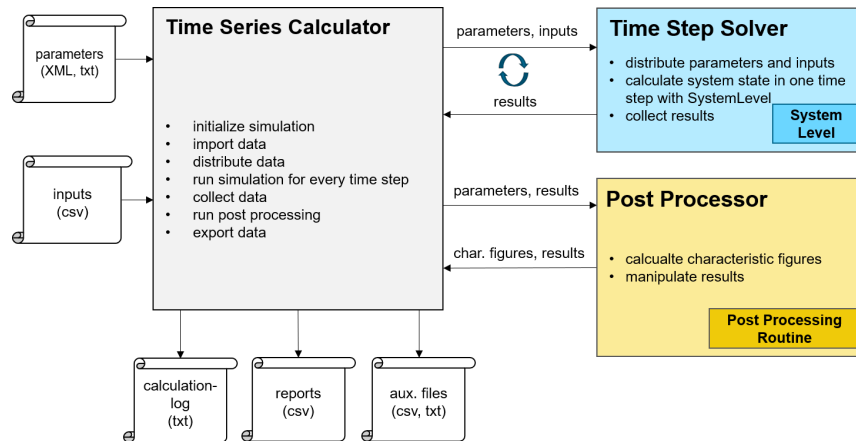 parameters
(XML, txt)
inputs
(csv)
Time Series Calculator
• initialize simulation
• import data
• distribute data
• run simulation for every time step
• collect data
• run post processing
• export data
parameters, inputs
results
parameters, results
char. figures, results
Time Step Solver
• distribute parameters and inputs
• calculate system state in one time
step with SystemLevel
• collect results
System
Level
Post Processor
• calcualte characteristic figures
• manipulate results
Post Processing
Routine
calculation-
log
(txt)
reports
(csv)
aux. files
(csv, txt)